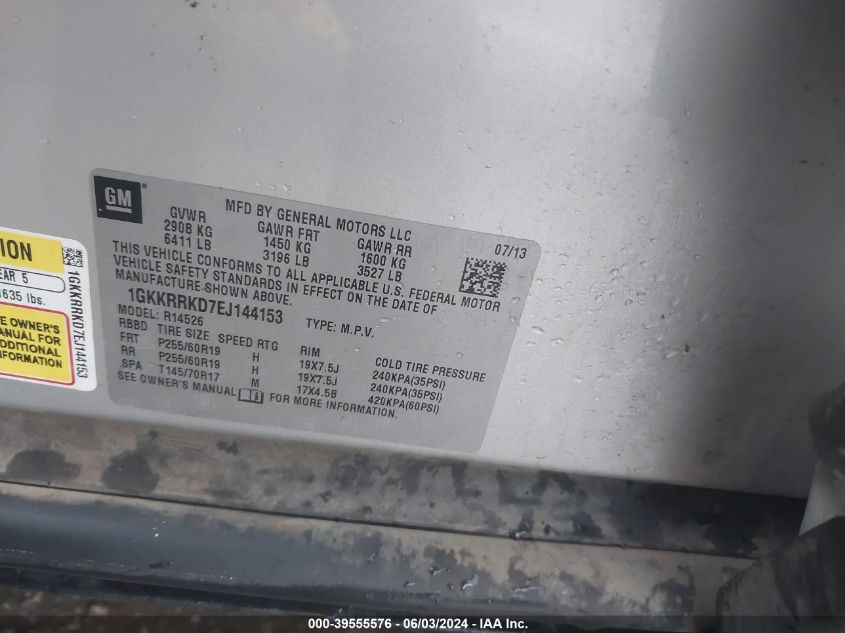 GM
MFD BY GENERAL MOTORS LLC
07/13
GVWR GAWR FRT GAWR RR
2908 KG 1450 KG 1600 KG
6411 LB 3196 LB 3527 LB
THIS VEHICLE CONFORMS TO ALL APPLICABLE U.S. FEDERAL MOTOR
VEHICLE SAFETY STANDARDS IN EFFECT ON THE DATE OF
MANUFACTURE SHOWN ABOVE.
1GKKRRKD7EJ144153 TYPE: M.P.V.
MODEL: R14526
RBBD TIRE SIZE SPEED RTG RIM COLD TIRE PRESSURE
FRT P255/60R19 H 19X7.5J 240KPA(35PSI)
RR P255/60R19 H 19X7.5J 240KPA(35PSI)
SPA T145/70R17 M 17X4.5B 420KPA(60PSI)
SEE OWNER'S MANUAL FOR MORE INFORMATION.
ION
EAR 5
635 lbs.
E OWNER'S
ANUAL FOR
ADDITIONAL
INFORMATION
1GKKRRKD7EJ144153
000-39555576 - 06/03/2024 - IAA Inc.